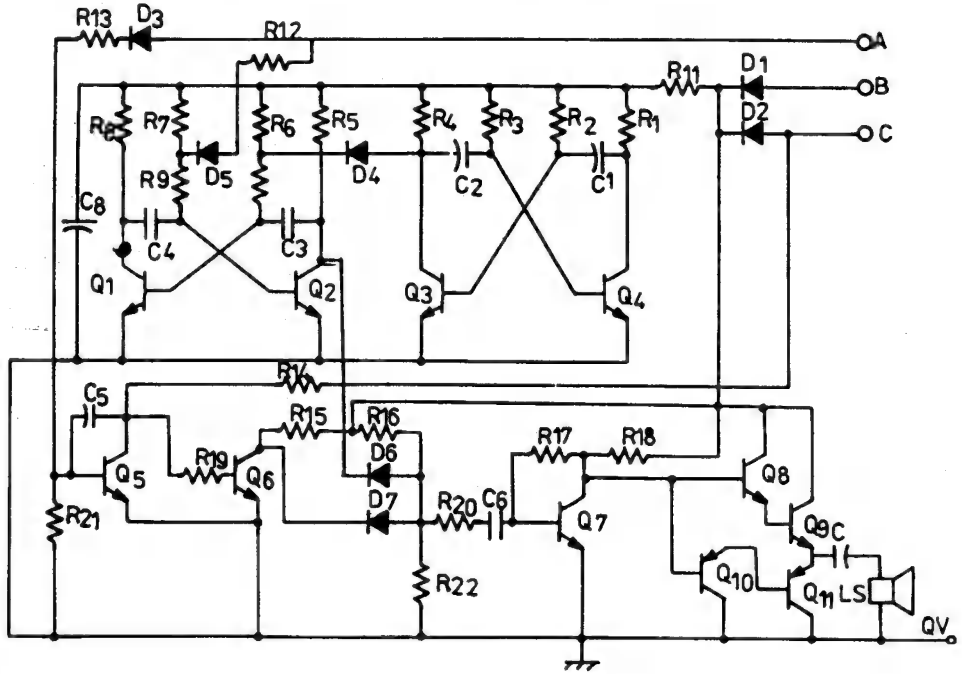 R13 D3 R12 A
R11 D1 B
D2 C
R8 R7 R6 R5 R4 R3 R2 R1
R9 D5 D4 C2 C1
C8 C4 C3
Q1 Q2 Q3 Q4
R14
C5 R15 R16 R17 R18
Q5 R19 Q6 D6 Q8
D7 R20 C6 Q7 Q9 C
R21
R22 Q10 Q11 LS
QV